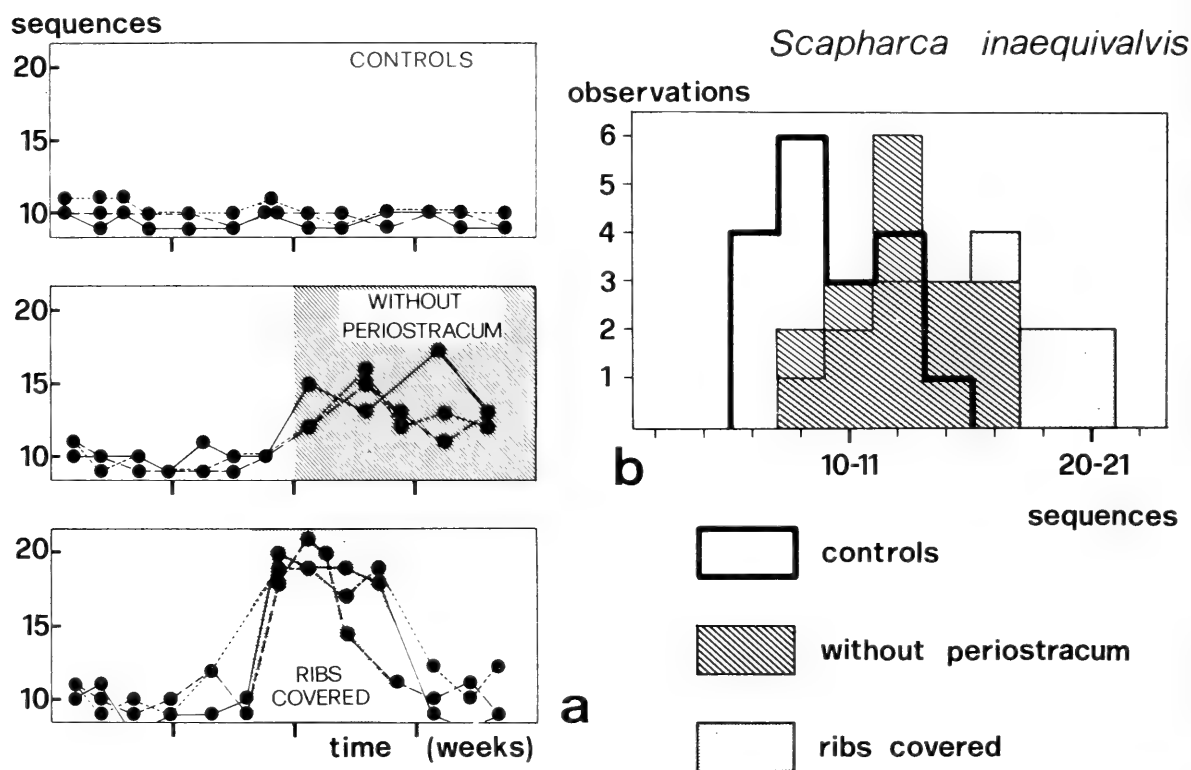 sequences
CONTROLS
20
15
10
WITHOUT
PERIOSTRACUM
20
15
10
RIBS
COVERED
20
15
10
time (weeks)
a
Scapharca inaequivalvis
observations
6
5
4
3
2
1
10-11 20-21
b
sequences
controls
without periostracum
ribs covered